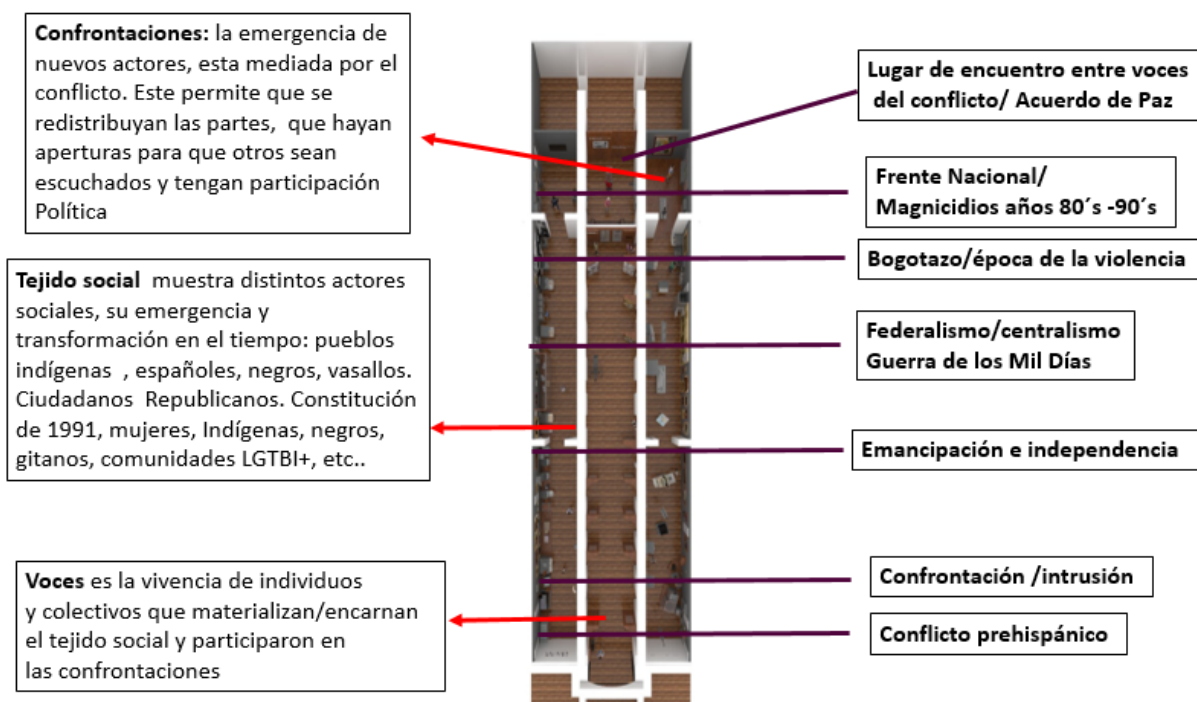 Confrontaciones: la emergencia de
nuevos actores, esta mediada por el
conflicto. Este permite que se
redistribuyan las partes, que hayan
aperturas para que otros sean
escuchados y tengan participación
Política
Tejido social muestra distintos actores
sociales, su emergencia y
transformación en el tiempo: pueblos
indígenas , españoles, negros, vasallos.
Ciudadanos Republicanos. Constitución
de 1991, mujeres, Indígenas, negros,
gitanos, comunidades LGTBI+, etc..
Voces es la vivencia de individuos
y colectivos que materializan/encarnan
el tejido social y participaron en
las confrontaciones
Lugar de encuentro entre voces
del conflicto/ Acuerdo de Paz
Frente Nacional/
Magnicidios años 80´s -90´s
Bogotazo/época de la violencia
Federalismo/centralismo
Guerra de los Mil Días
Emancipación e independencia
Confrontación /intrusión
Conflicto prehispánico